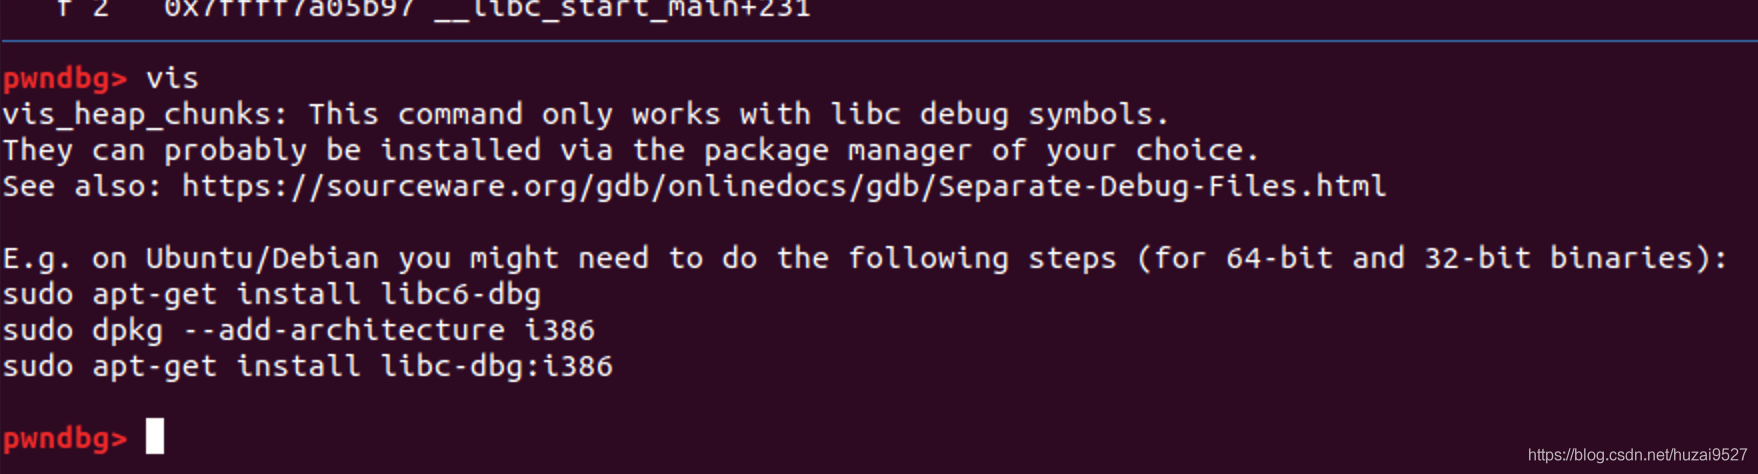 f 2   0x7ffff7a05b97 __libc_start_main+231
pwndbg> vis
vis_heap_chunks: This command only works with libc debug symbols.
They can probably be installed via the package manager of your choice.
See also: https://sourceware.org/gdb/onlinedocs/gdb/Separate-Debug-Files.html
E.g. on Ubuntu/Debian you might need to do the following steps (for 64-bit and 32-bit binaries):
sudo apt-get install libc6-dbg
sudo dpkg --add-architecture i386
sudo apt-get install libc-dbg:i386
pwndbg>
https://blog.csdn.net/huzai9527